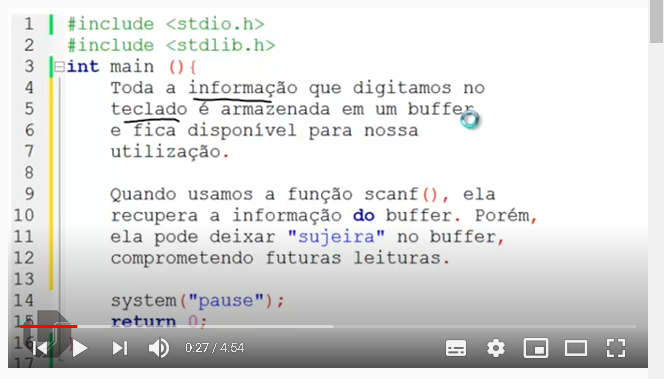 1 #include <stdio.h>
2 #include <stdlib.h>
3 int main (){
4 Toda a informação que digitamos no
5 teclado é armazenada em um buffer
6 e fica disponível para nossa
7 utilização.
8
9 Quando usamos a função scanf(), ela
10 recupera a informação do buffer. Porém,
11 ela pode deixar "sujeira" no buffer,
12 comprometendo futuras leituras.
13
14 system("pause");
15 return 0;
16
17
0:27 / 4:54